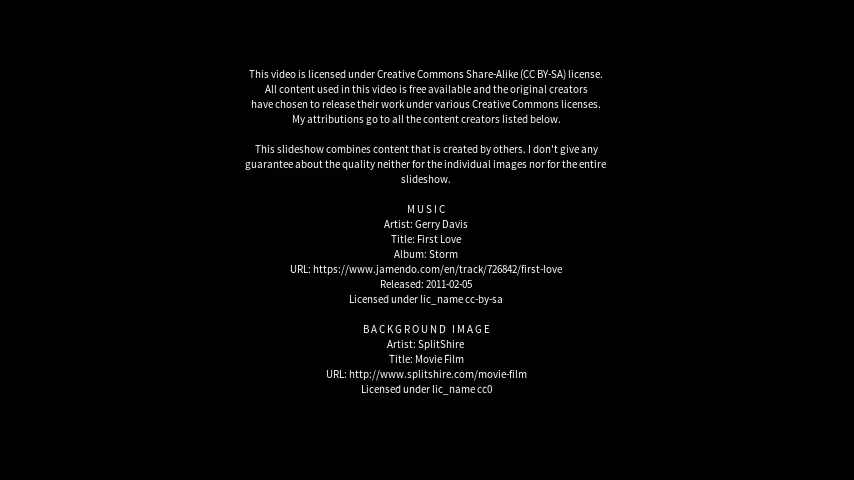 This video is licensed under Creative Commons Share-Alike (CC BY-SA) license.
All content used in this video is free available and the original creators
have chosen to release their work under various Creative Commons licenses.
My attributions go to all the content creators listed below.
This slideshow combines content that is created by others. I don't give any
guarantee about the quality neither for the individual images nor for the entire
slideshow.
MUSIC
Artist: Gerry Davis
Title: First Love
Album: Storm
URL: https://www.jamendo.com/en/track/726842/first-love
Released: 2011-02-05
Licensed under lic_name cc-by-sa
BACKGROUND IMAGE
Artist: SplitShire
Title: Movie Film
URL: http://www.splitshire.com/movie-film
Licensed under lic_name cc0